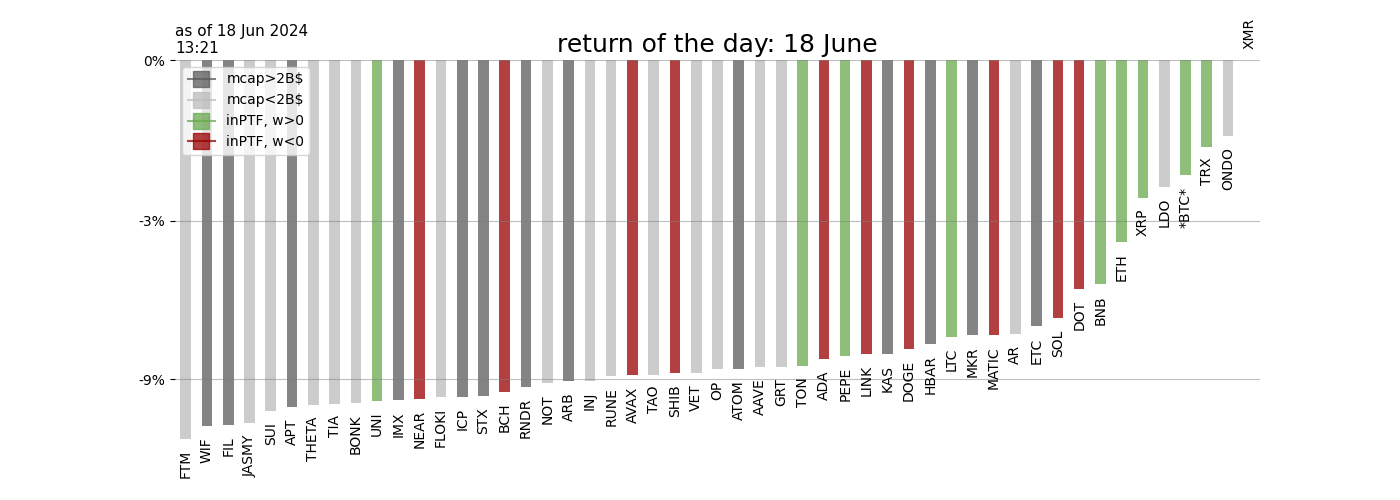 as of 18 Jun 2024
13:21
return of the day: 18 June
XMR
0%
-3%
-9%
mcap>2B$
mcap<2B$
inPTF, w>0
inPTF, w<0
FTM
WIF
FIL
JASMY
SUI
APT
THETA
TIA
BONK
UNI
IMX
NEAR
FLOKI
ICP
STX
BCH
RNDR
NOT
ARB
INJ
RUNE
AVAX
TAO
SHIB
VET
OP
ATOM
AAVE
GRT
TON
ADA
PEPE
LINK
KAS
DOGE
HBAR
LTC
MKR
MATIC
AR
ETC
SOL
DOT
BNB
ETH
XRP
LDO
*BTC*
TRX
ONDO